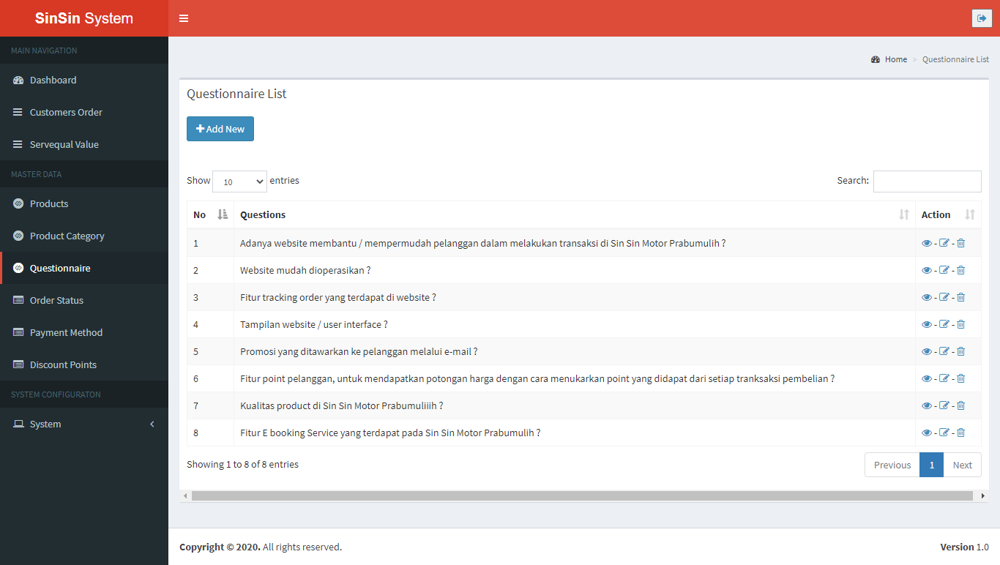 SinSin System
MAIN NAVIGATION
Dashboard
Customers Order
Servequal Value
MASTER DATA
Products
Product Category
Questionnaire
Order Status
Payment Method
Discount Points
SYSTEM CONFIGURATON
System
Home > Questionnaire List
Questionnaire List
Add New
Show 10 entries
Search:
No Questions Action
1 Adanya website membantu / mempermudah pelanggan dalam melakukan transaksi di Sin Sin Motor Prabumulih ? - -
2 Website mudah dioperasikan ? - -
3 Fitur tracking order yang terdapat di website ? - -
4 Tampilan website / user interface ? - -
5 Promosi yang ditawarkan ke pelanggan melalui e-mail ? - -
6 Fitur point pelanggan, untuk mendapatkan potongan harga dengan cara menukarkan point yang didapat dari setiap tranksaksi pembelian ? - -
7 Kualitas product di Sin Sin Motor Prabumuliiih ? - -
8 Fitur E booking Service yang terdapat pada Sin Sin Motor Prabumulih ? - -
Showing 1 to 8 of 8 entries
Previous 1 Next
Copyright © 2020. All rights reserved.
Version 1.0